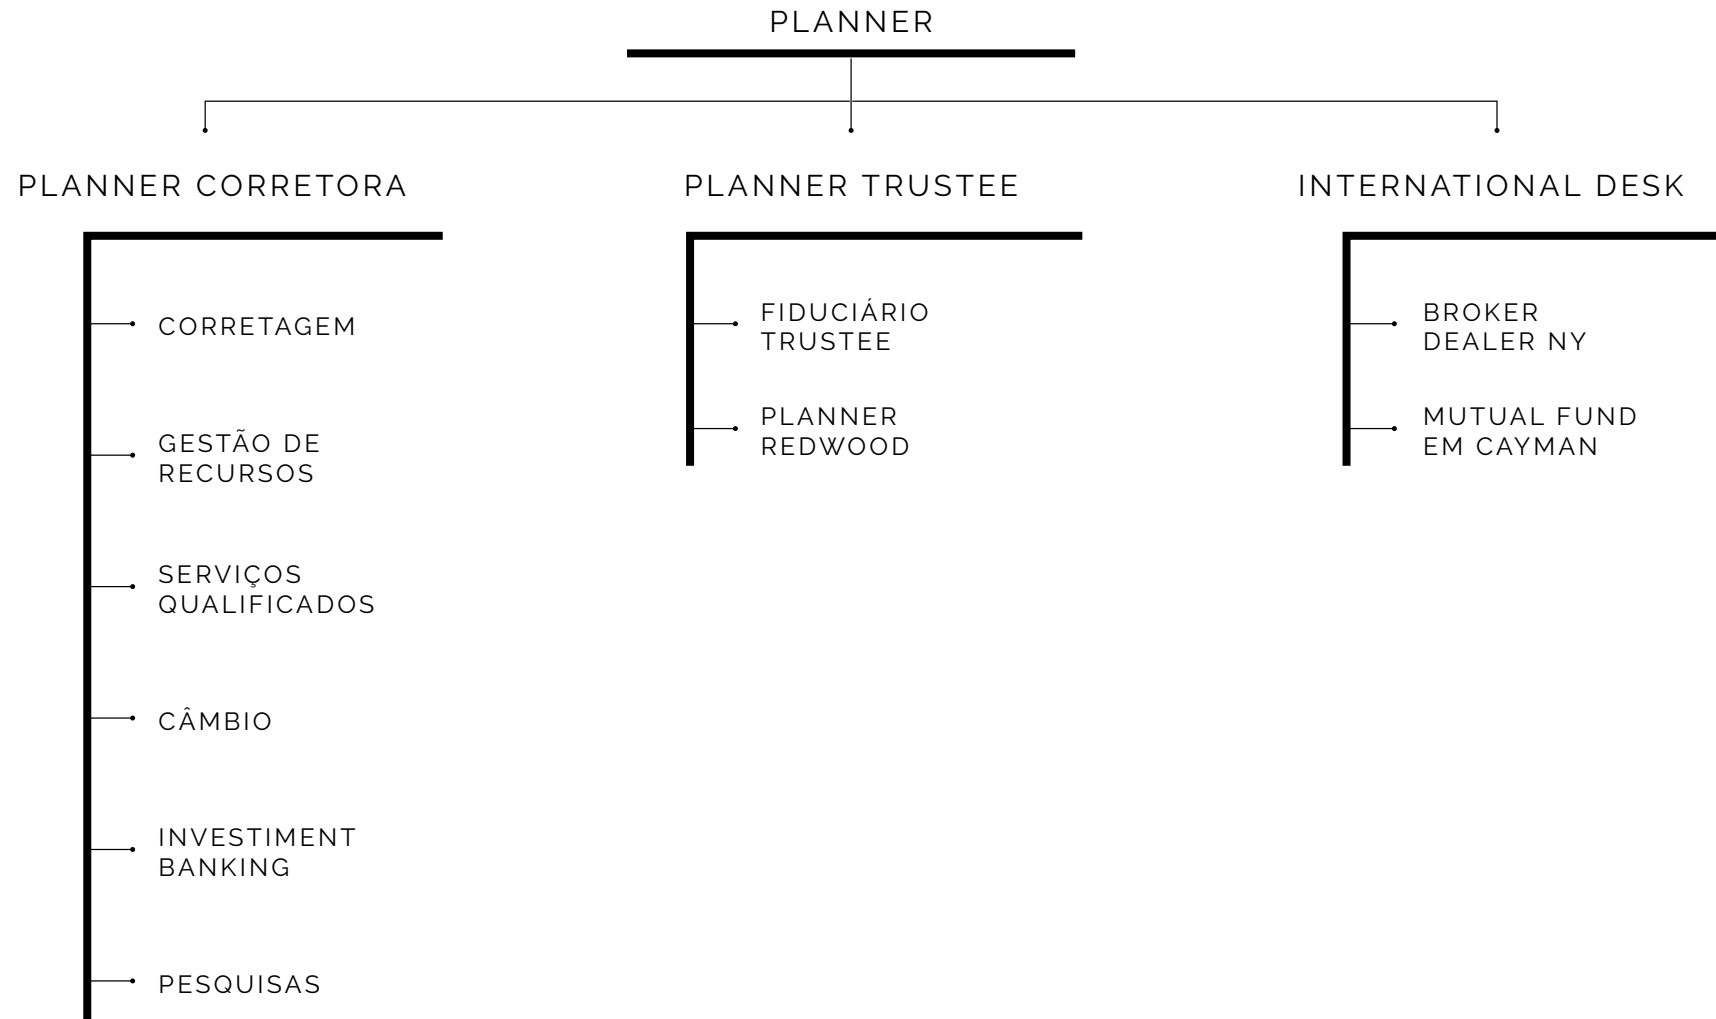 PLANNER
PLANNER CORRETORA
CORRETAGEM
GESTÃO DE
RECURSOS
SERVIÇOS
QUALIFICADOS
CÂMBIO
INVESTIMENT
BANKING
PESQUISAS
PLANNER TRUSTEE
FIDUCIÁRIO
TRUSTEE
PLANNER
REDWOOD
INTERNATIONAL DESK
BROKER
DEALER NY
MUTUAL FUND
EM CAYMAN